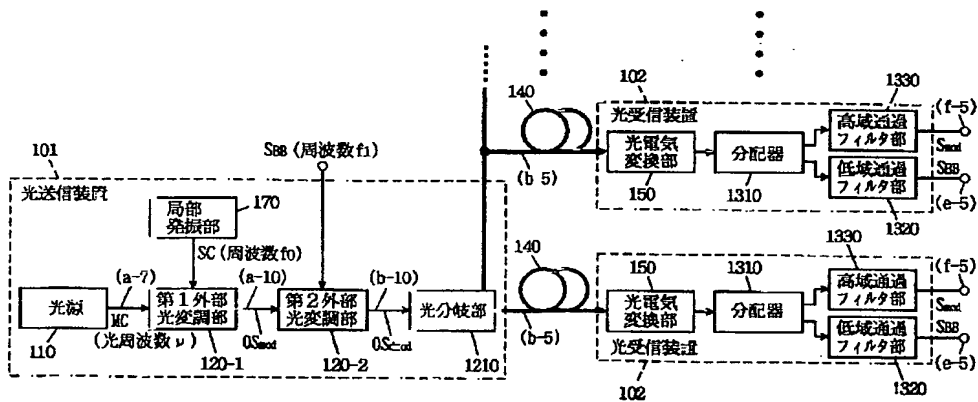 101
光送信装置
SBB (周波数f1)
局部
発振部
170
SC (周波数f0)
(a-7)
(a-10)
(b-10)
光源
MC
第1外部
光変調部
OSmod
第2外部
光変調部
光分岐部
110
(光周波数ν)
120-1
120-2
1210
140
(b-5)
102
光受信装置
光電気
変換部
150
分配器
1310
1330
高域通過
フィルタ部
(f-5)
Smod
低域通過
フィルタ部
SBB
(e-5)
1320
140
(b-5)
150
光電気
変換部
1310
分配器
1330
高域通過
フィルタ部
(f-5)
Smod
低域通過
フィルタ部
SBB
(e-5)
1320
光受信装置
102